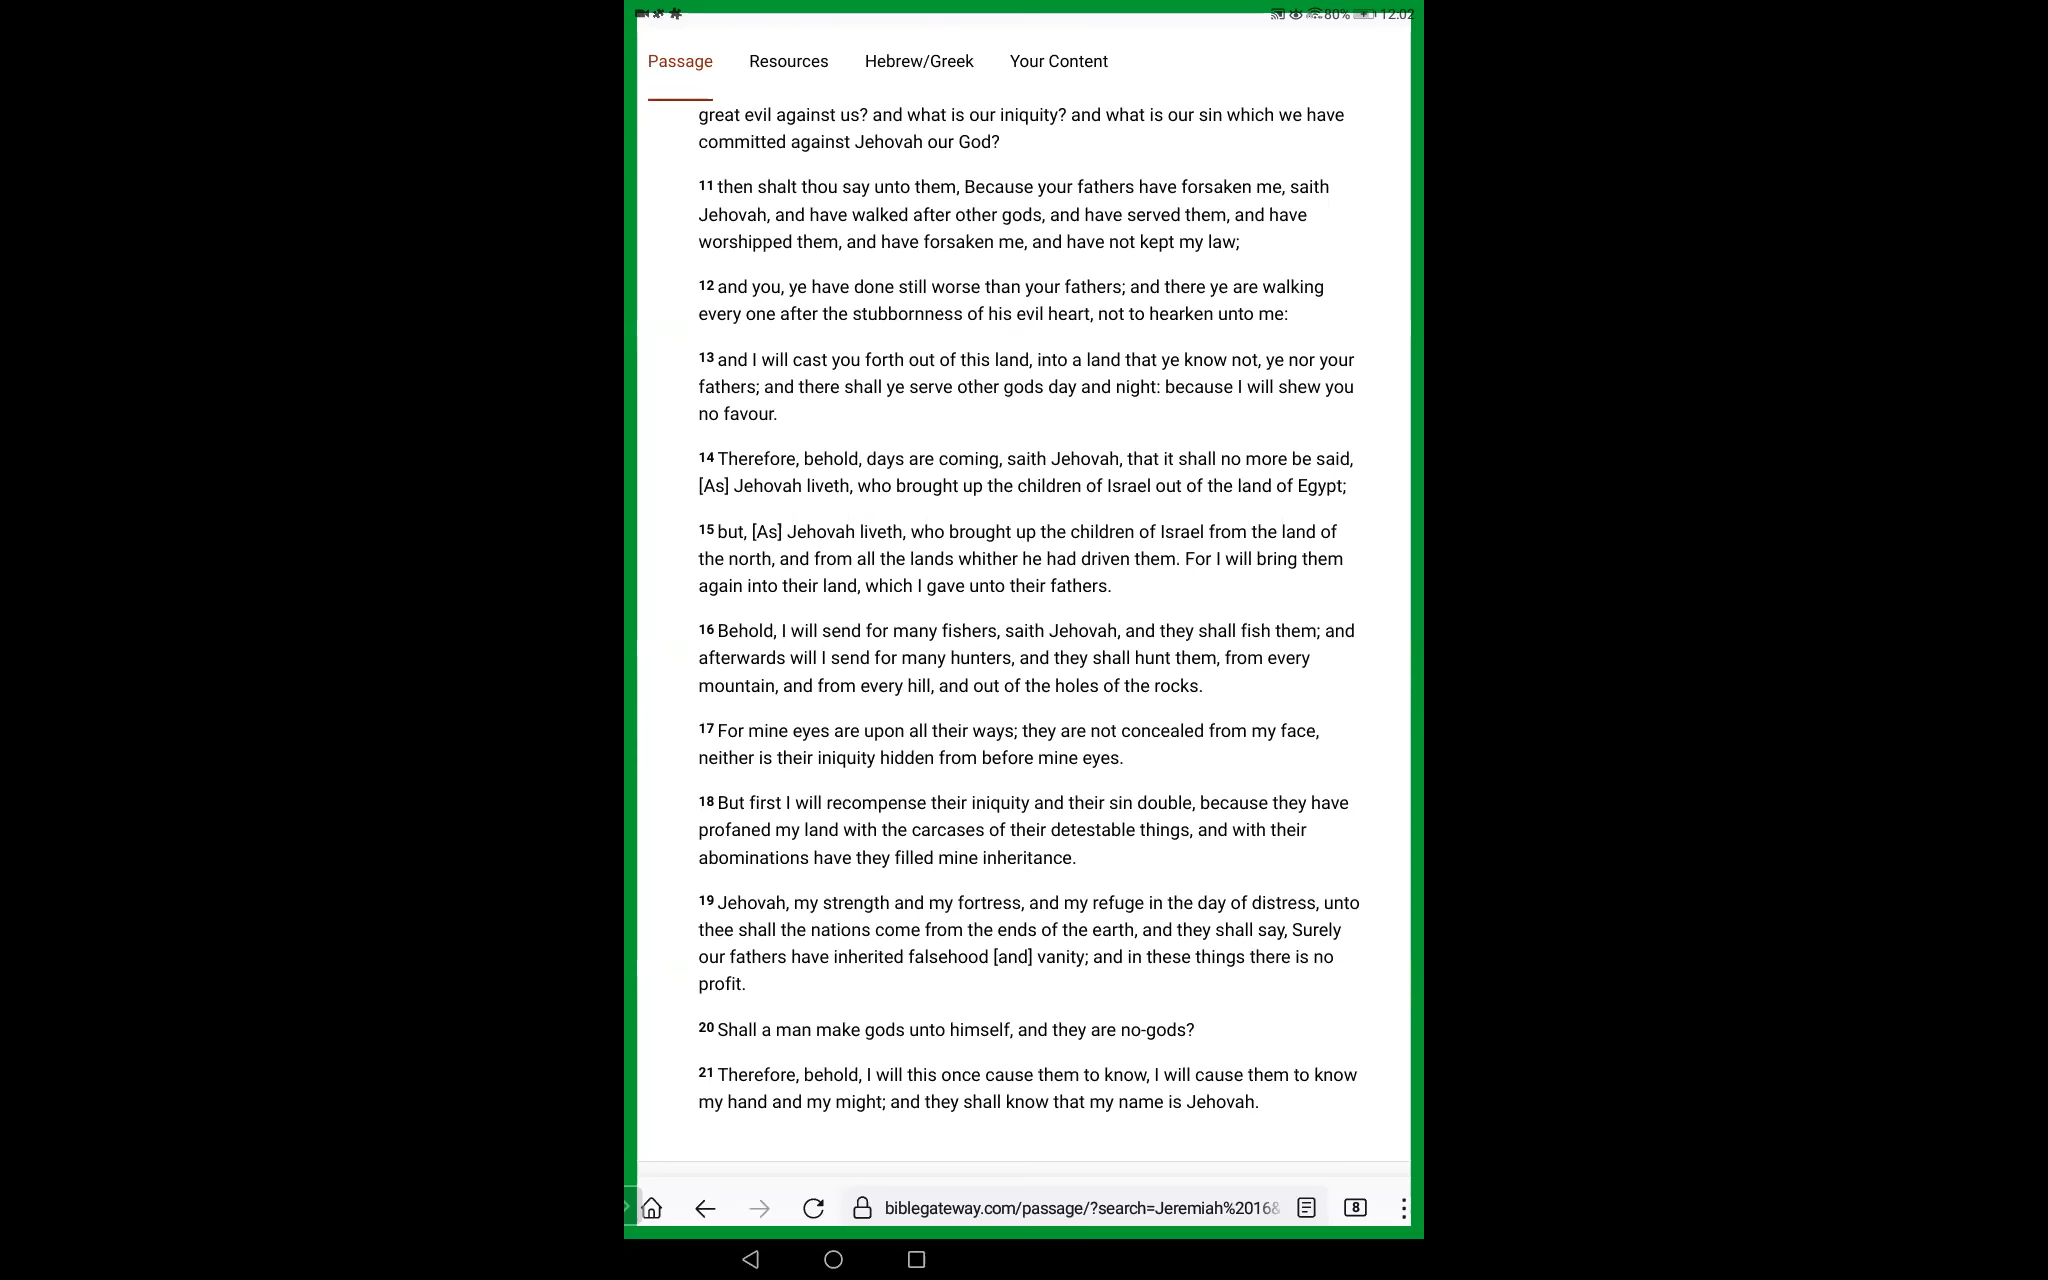 80% 12:02
Passage Resources Hebrew/Greek Your Content
great evil against us? and what is our iniquity? and what is our sin which we have
committed against Jehovah our God?
11 then shalt thou say unto them, Because your fathers have forsaken me, saith
Jehovah, and have walked after other gods, and have served them, and have
worshipped them, and have forsaken me, and have not kept my law;
12 and you, ye have done still worse than your fathers; and there ye are walking
every one after the stubbornness of his evil heart, not to hearken unto me:
13 and I will cast you forth out of this land, into a land that ye know not, ye nor your
fathers; and there shall ye serve other gods day and night: because I will shew you
no favour.
14 Therefore, behold, days are coming, saith Jehovah, that it shall no more be said,
[As] Jehovah liveth, who brought up the children of Israel out of the land of Egypt;
15 but, [As] Jehovah liveth, who brought up the children of Israel from the land of
the north, and from all the lands whither he had driven them. For I will bring them
again into their land, which I gave unto their fathers.
16 Behold, I will send for many fishers, saith Jehovah, and they shall fish them; and
afterwards will I send for many hunters, and they shall hunt them, from every
mountain, and from every hill, and out of the holes of the rocks.
17 For mine eyes are upon all their ways; they are not concealed from my face,
neither is their iniquity hidden from before mine eyes.
18 But first I will recompense their iniquity and their sin double, because they have
profaned my land with the carcases of their detestable things, and with their
abominations have they filled mine inheritance.
19 Jehovah, my strength and my fortress, and my refuge in the day of distress, unto
thee shall the nations come from the ends of the earth, and they shall say, Surely
our fathers have inherited falsehood [and] vanity; and in these things there is no
profit.
20 Shall a man make gods unto himself, and they are no-gods?
21 Therefore, behold, I will this once cause them to know, I will cause them to know
my hand and my might; and they shall know that my name is Jehovah.
biblegateway.com/passage/?search=Jeremiah%2016& 8